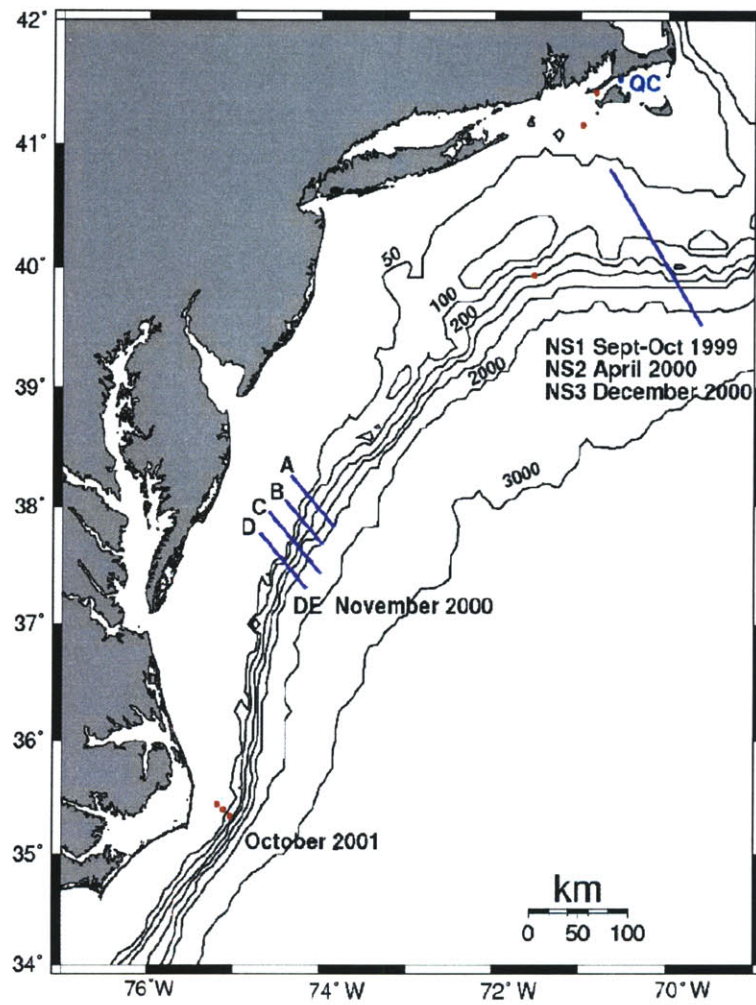 42°
41°
40°
39°
38°
37°
36°
35°
34°
QC
50
100
200
2000
3000
NS1 Sept-Oct 1999
NS2 April 2000
NS3 December 2000
A
B
C
D
DE November 2000
October 2001
km
0 50 100
76°W
74°W
72°W
70°W